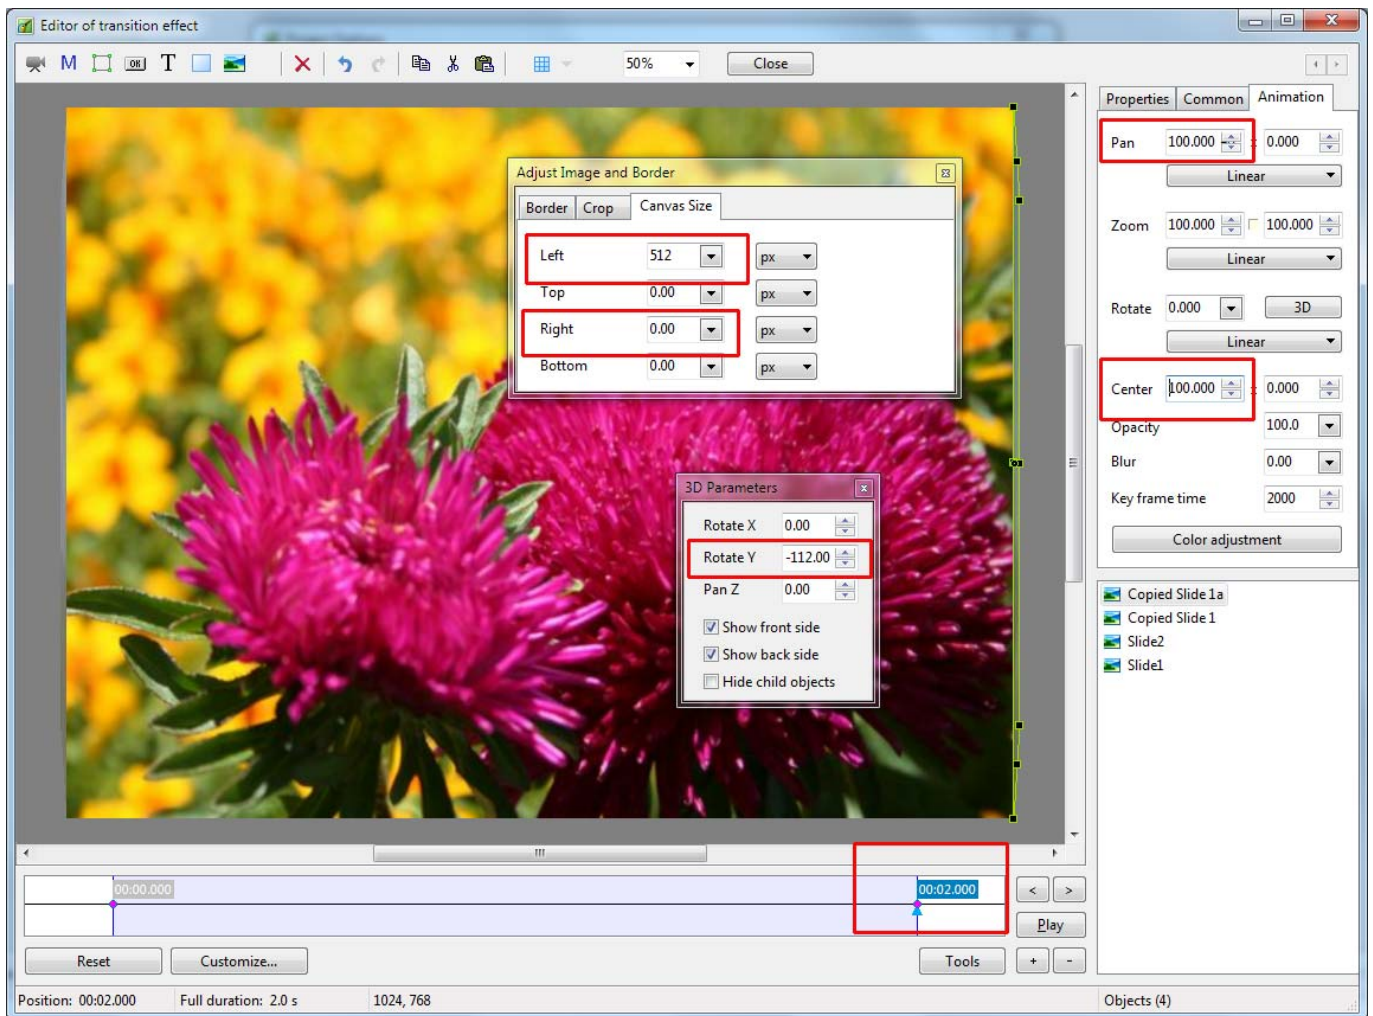 Editor of transition effect
M OK T 50% Close
Properties Common Animation
Pan 100.000 : 0.000
Linear
Zoom 100.000 100.000
Linear
Rotate 0.000 3D
Linear
Center 100.000 : 0.000
Opacity 100.0
Blur 0.00
Key frame time 2000
Color adjustment
Adjust Image and Border
Border Crop Canvas Size
Left 512 px
Top 0.00 px
Right 0.00 px
Bottom 0.00 px
3D Parameters
Rotate X 0.00
Rotate Y -112.00
Pan Z 0.00
Show front side
Show back side
Hide child objects
Copied Slide 1a
Copied Slide 1
Slide2
Slide1
00:00.000 00:02.000
< >
Play
Reset Customize... Tools + -
Position: 00:02.000 Full duration: 2.0 s 1024, 768 Objects (4)